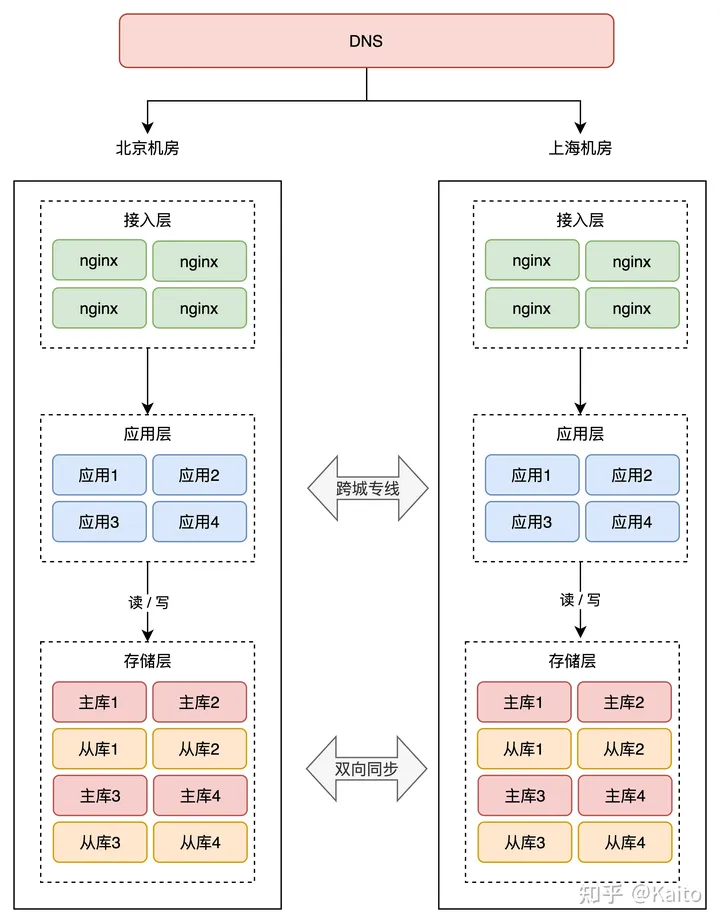 DNS
北京机房
上海机房
接入层
nginx
nginx
nginx
nginx
应用层
应用1
应用2
应用3
应用4
读 / 写
存储层
主库1
主库2
从库1
从库2
主库3
主库4
从库3
从库4
跨城专线
双向同步
接入层
nginx
nginx
nginx
nginx
应用层
应用1
应用2
应用3
应用4
读 / 写
存储层
主库1
主库2
从库1
从库2
主库3
主库4
从库3
从库4
知乎 @Kaito